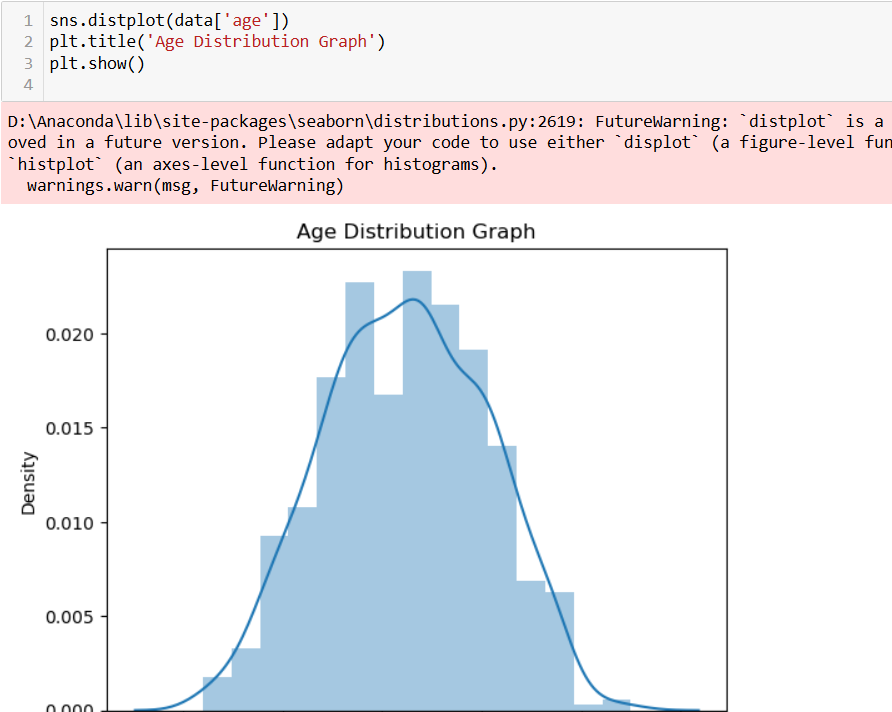 1 sns.distplot(data['age'])
2 plt.title('Age Distribution Graph')
3 plt.show()
4
D:\Anaconda\lib\site-packages\seaborn\distributions.py:2619: FutureWarning: `distplot` is a
oved in a future version. Please adapt your code to use either `displot` (a figure-level fun
`histplot` (an axes-level function for histograms).
  warnings.warn(msg, FutureWarning)
Age Distribution Graph
0.020
0.015
Density
0.010
0.005
0.000